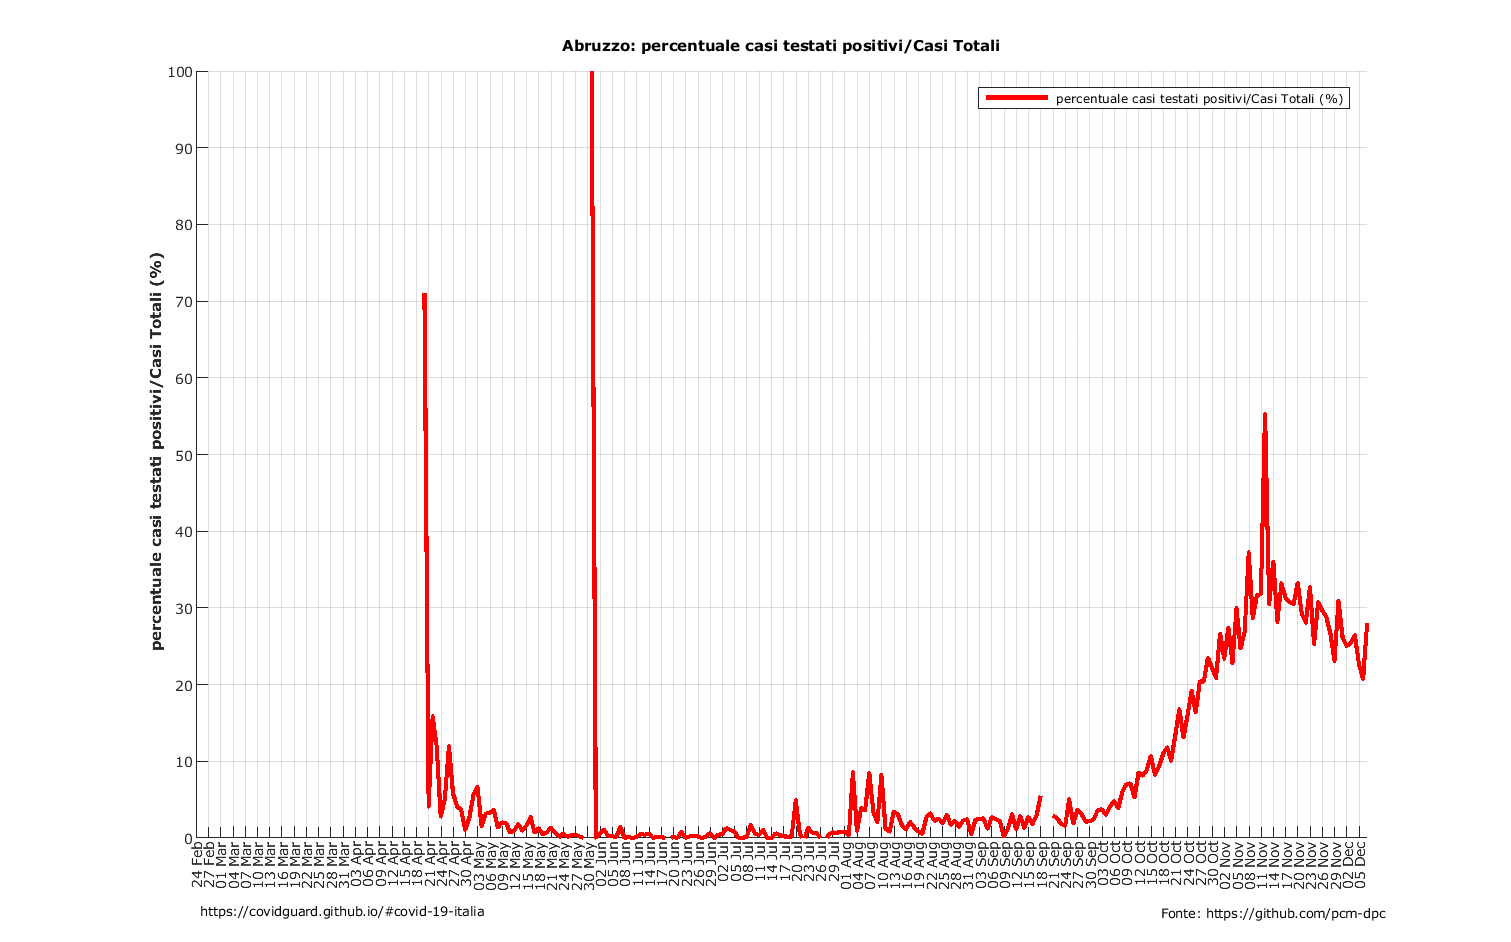 Abruzzo: percentuale casi testati positivi/Casi Totali
percentuale casi testati positivi/Casi Totali (%)
percentuale casi testati positivi/Casi Totali (%)
100
90
80
70
60
50
40
30
20
10
0
24 Feb
27 Feb
01 Mar
04 Mar
07 Mar
10 Mar
13 Mar
16 Mar
19 Mar
22 Mar
25 Mar
28 Mar
31 Mar
03 Apr
06 Apr
09 Apr
12 Apr
15 Apr
18 Apr
21 Apr
24 Apr
27 Apr
30 Apr
03 May
06 May
09 May
12 May
15 May
18 May
21 May
24 May
27 May
30 May
02 Jun
05 Jun
08 Jun
11 Jun
14 Jun
17 Jun
20 Jun
23 Jun
26 Jun
29 Jun
02 Jul
05 Jul
08 Jul
11 Jul
14 Jul
17 Jul
20 Jul
23 Jul
26 Jul
29 Jul
01 Aug
04 Aug
07 Aug
10 Aug
13 Aug
16 Aug
19 Aug
22 Aug
25 Aug
28 Aug
31 Aug
03 Sep
06 Sep
09 Sep
12 Sep
15 Sep
18 Sep
21 Sep
24 Sep
27 Sep
30 Sep
03 Oct
06 Oct
09 Oct
12 Oct
15 Oct
18 Oct
21 Oct
24 Oct
27 Oct
30 Oct
02 Nov
05 Nov
08 Nov
11 Nov
14 Nov
17 Nov
20 Nov
23 Nov
26 Nov
29 Nov
02 Dec
05 Dec
https://covidguard.github.io/#covid-19-italia
Fonte: https://github.com/pcm-dpc